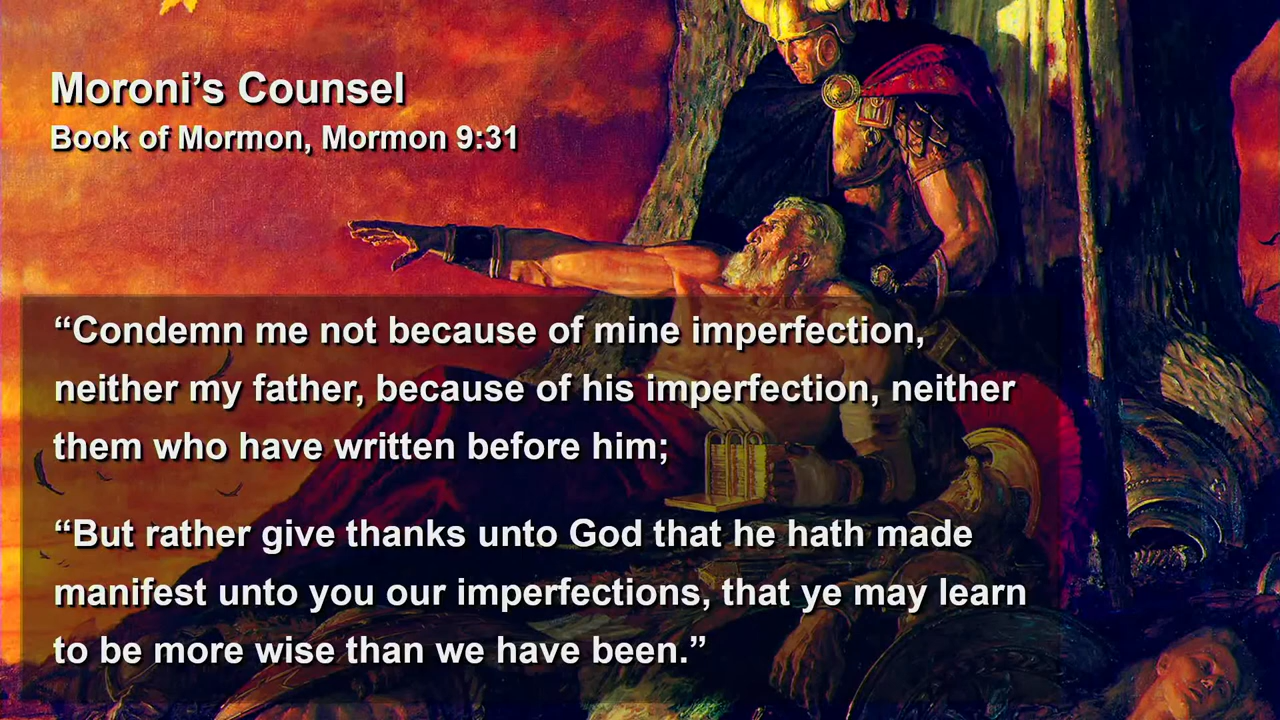 Moroni’s Counsel
Book of Mormon, Mormon 9:31
“Condemn me not because of mine imperfection,
neither my father, because of his imperfection, neither
them who have written before him;
“But rather give thanks unto God that he hath made
manifest unto you our imperfections, that ye may learn
to be more wise than we have been.”